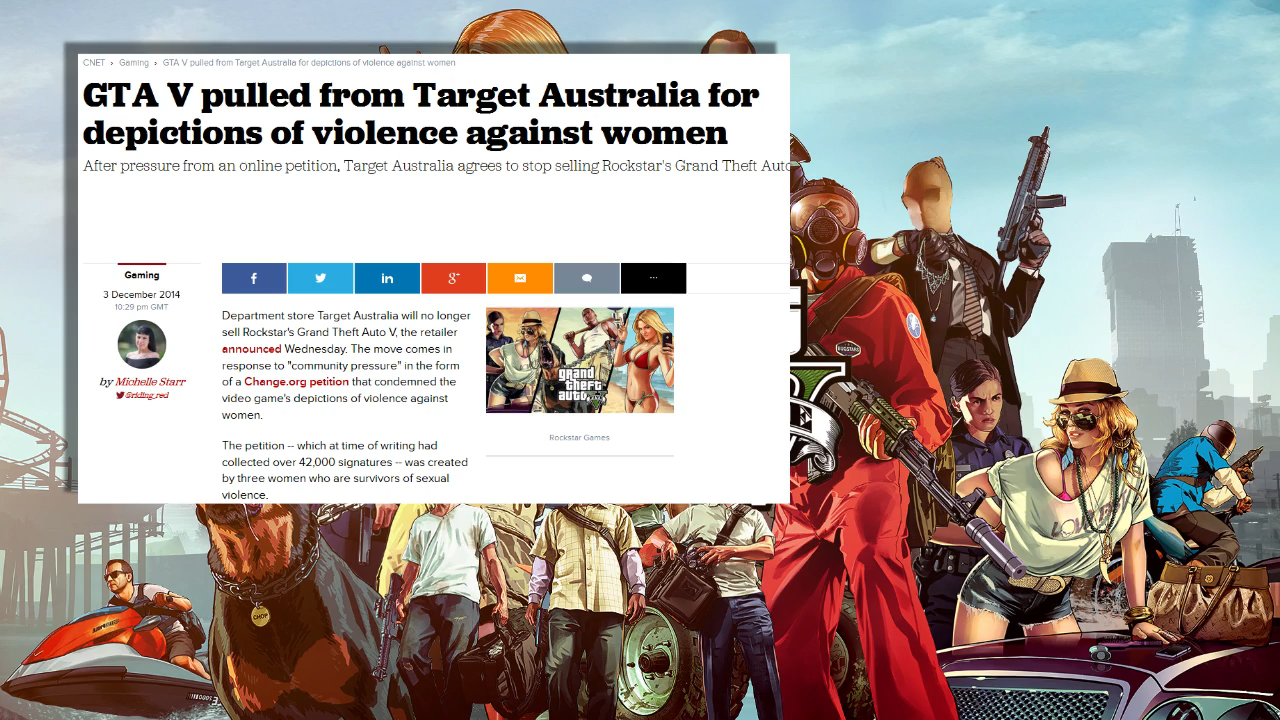 CNET › Gaming › GTA V pulled from Target Australia for depictions of violence against women
GTA V pulled from Target Australia for
depictions of violence against women
After pressure from an online petition, Target Australia agrees to stop selling Rockstar's Grand Theft Auto
Gaming
3 December 2014
10:29 pm GMT
by Michelle Starr
@riding_red
f
in
g+
...
Department store Target Australia will no longer
sell Rockstar's Grand Theft Auto V, the retailer
announced Wednesday. The move comes in
response to "community pressure" in the form
of a Change.org petition that condemned the
video game's depictions of violence against
women.
The petition -- which at time of writing had
collected over 42,000 signatures -- was created
by three women who are survivors of sexual
violence.
grand
theft
auto
Rockstar Games
BUGSTARS
CHOP